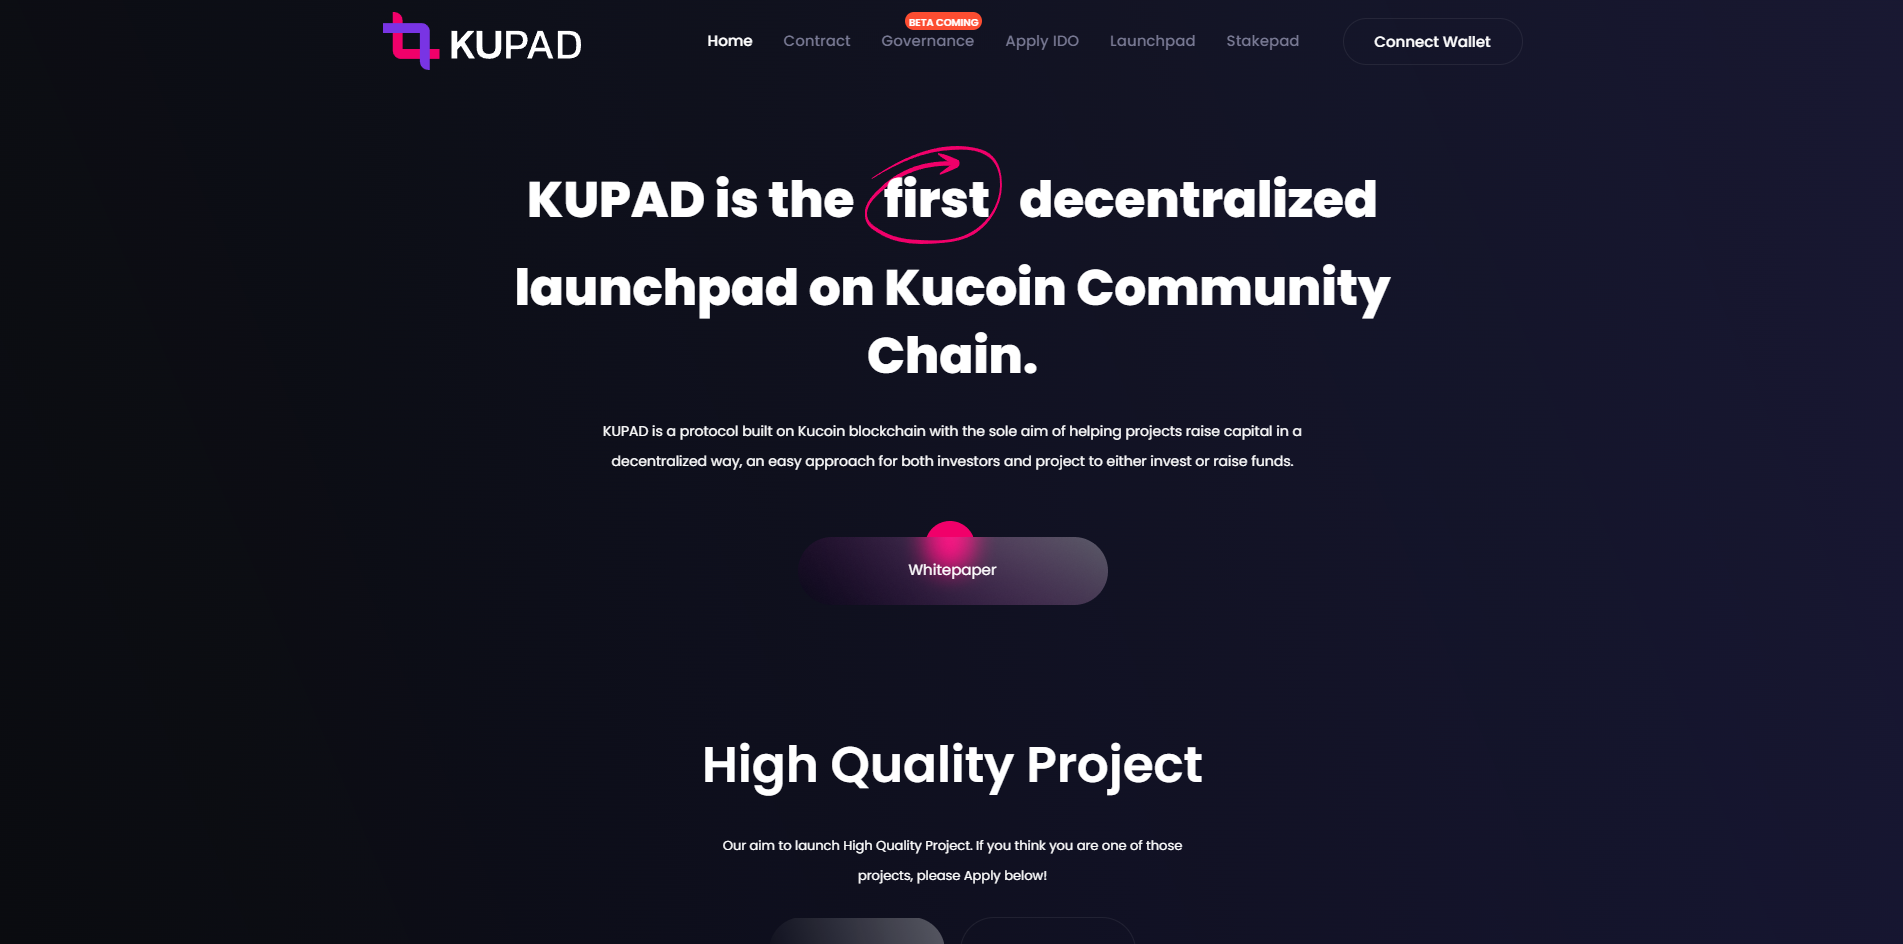 KUPAD
Home
Contract
BETA COMING
Governance
Apply IDO
Launchpad
Stakepad
Connect Wallet
KUPAD is the first decentralized
launchpad on Kucoin Community
Chain.
KUPAD is a protocol built on Kucoin blockchain with the sole aim of helping projects raise capital in a
decentralized way, an easy approach for both investors and project to either invest or raise funds.
Whitepaper
High Quality Project
Our aim to launch High Quality Project. If you think you are one of those
projects, please Apply below!